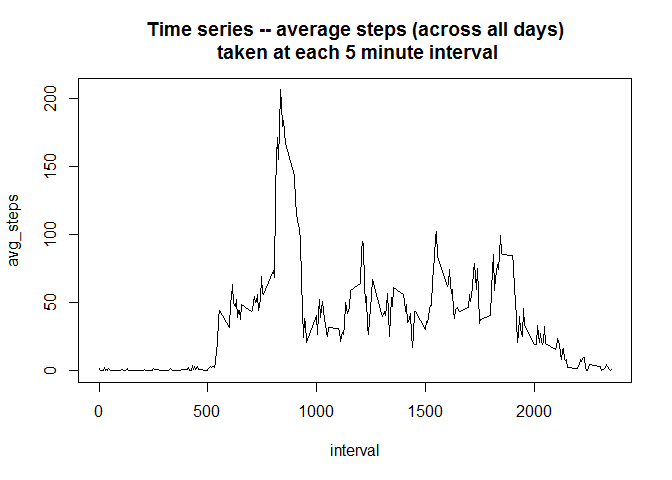 Time series -- average steps (across all days)
taken at each 5 minute interval
avg_steps
200
150
100
50
0
0
500
1000
1500
2000
interval